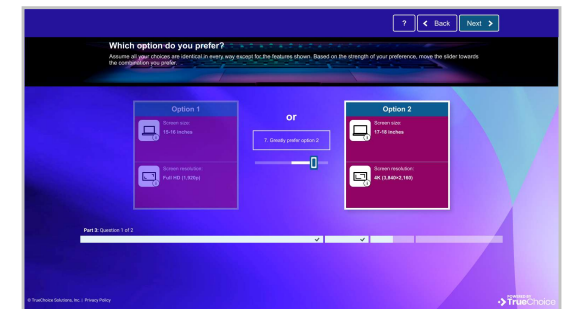 ? Back Next
Which option do you prefer?
Assume all your choices are identical in every way except for the features shown. Based on the strength of your preference, move the slider towards
the combination you prefer.
Option 1
Screen size:
15-16 inches
Screen resolution:
Full HD (1,025p)
or
7. Greatly prefer option 2
Option 2
Screen size:
17-18 inches
Screen resolution:
4K (3,840×2,160)
Part 3: Question 1 of 2
© TrueChoice Solutions, Inc. | Privacy Policy
POWERED BY
TrueChoice